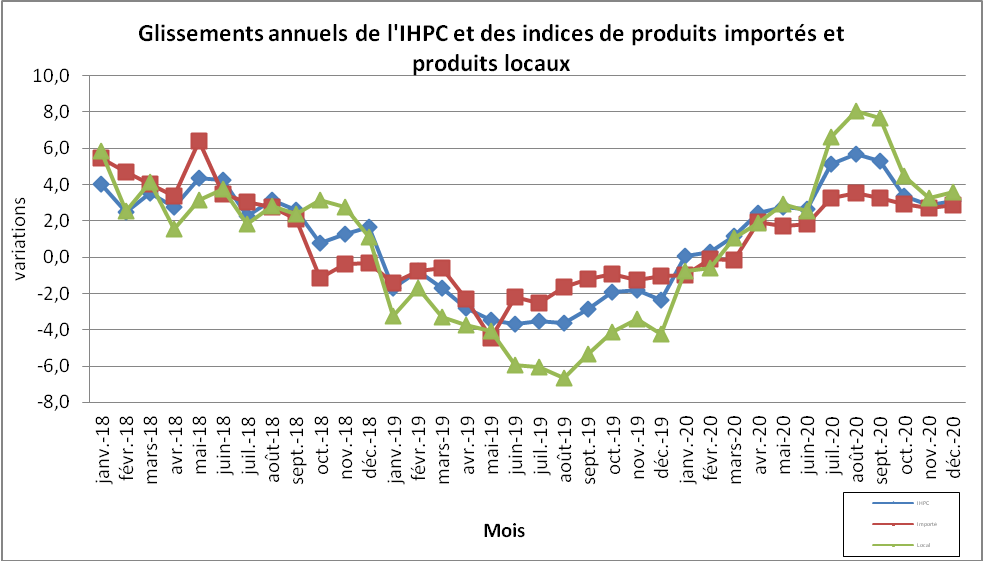 Glissements annuels de l'IHPC et des indices de produits importés et
produits locaux
10,0
8,0
6,0
4,0
2,0
0,0
-2,0
-4,0
-6,0
-8,0
variations
janv.-18
févr.-18
mars-18
avr.-18
mai-18
juin-18
juil.-18
août-18
sept.-18
oct.-18
nov.-18
déc.-18
janv.-19
févr.-19
mars-19
avr.-19
mai-19
juin-19
juil.-19
août-19
sept.-19
oct.-19
nov.-19
déc.-19
janv.-20
févr.-20
mars-20
avr.-20
mai-20
juin-20
juil.-20
août-20
sept.-20
oct.-20
nov.-20
déc.-20
Mois
IHPC
Importé
Local